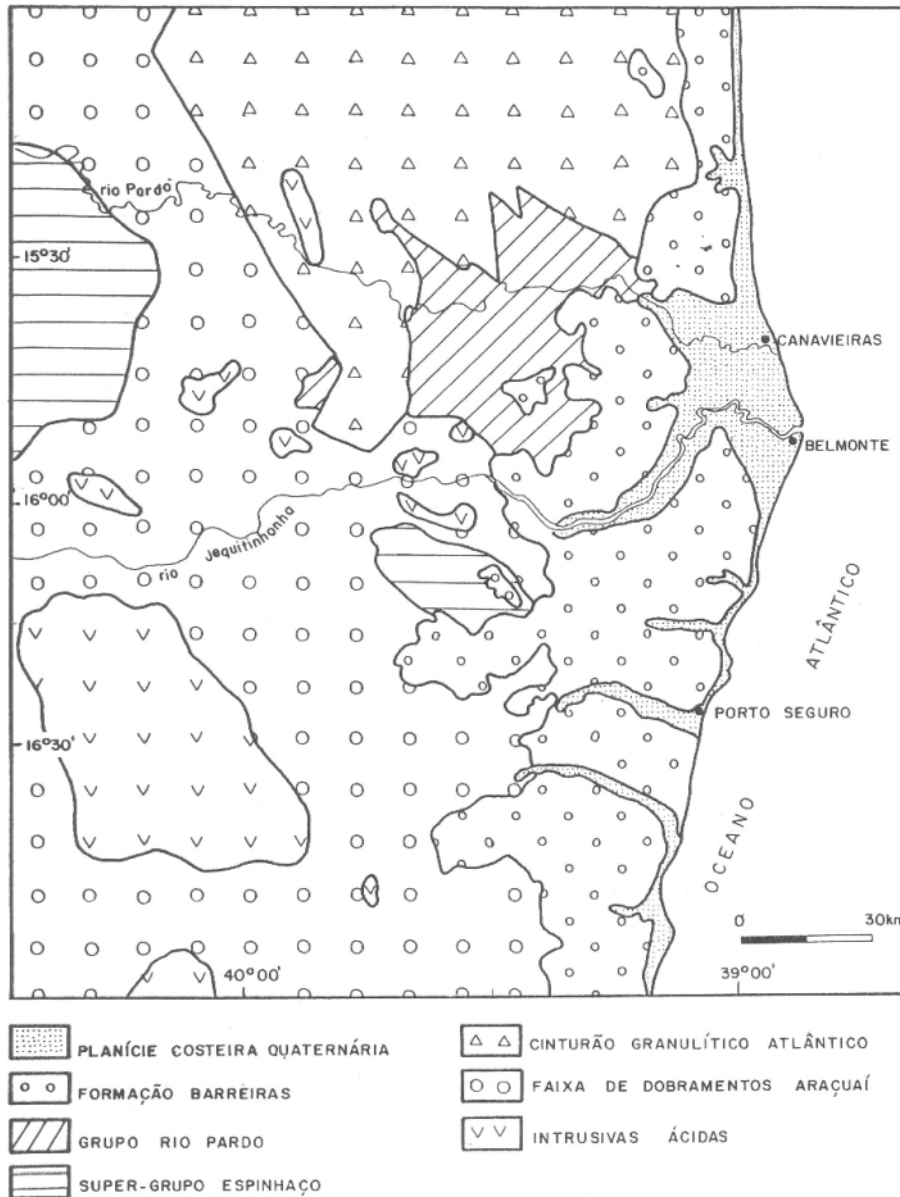 rio Pardo
15°30'
CANAVIEIRAS
BELMONTE
16°00'
rio Jequitinhonha
ATLÂNTICO
PORTO SEGURO
16°30'
OCEANO
0 30km
40°00' 39°00'
PLANÍCIE COSTEIRA QUATERNÁRIA
FORMAÇÃO BARREIRAS
GRUPO RIO PARDO
SUPER-GRUPO ESPINHAÇO
CINTURÃO GRANULÍTICO ATLÂNTICO
FAIXA DE DOBRAMENTOS ARAÇUAÍ
INTRUSIVAS ÁCIDAS